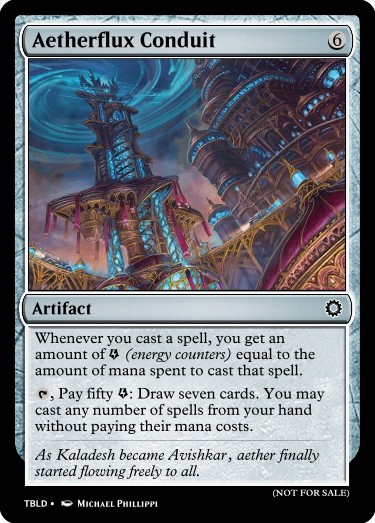 Aetherflux Conduit 6
Artifact
Whenever you cast a spell, you get an
amount of (energy counters) equal to the
amount of mana spent to cast that spell.
, Pay fifty : Draw seven cards. You may
cast any number of spells from your hand
without paying their mana costs.
As Kaladesh became Avishkar, aether finally
started flowing freely to all.
(NOT FOR SALE)
TBLD • Michael Phillippi